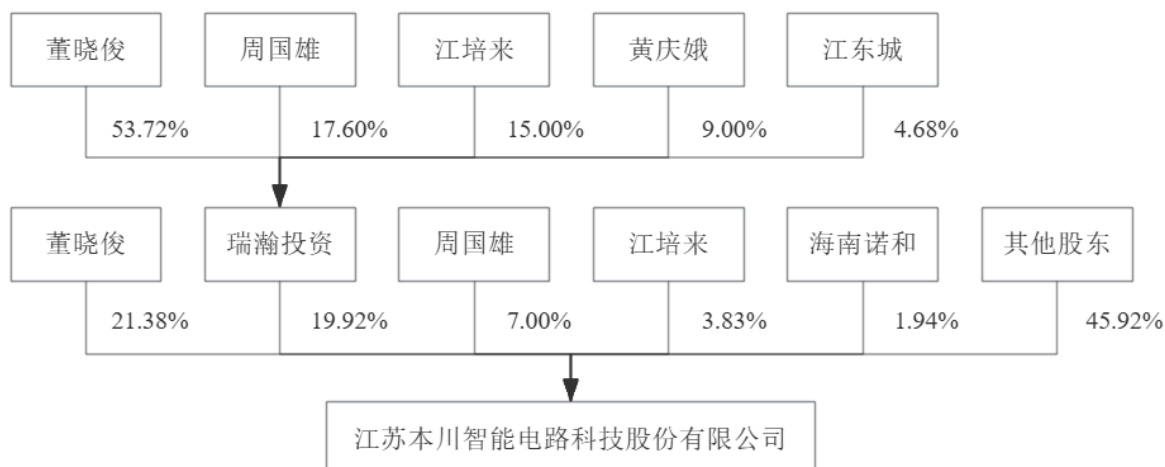 董晓俊 周国雄 江培来 黄庆娥 江东城
53.72% 17.60% 15.00% 9.00% 4.68%
董晓俊 瑞瀚投资 周国雄 江培来 海南诺和 其他股东
21.38% 19.92% 7.00% 3.83% 1.94% 45.92%
江苏本川智能电路科技股份有限公司